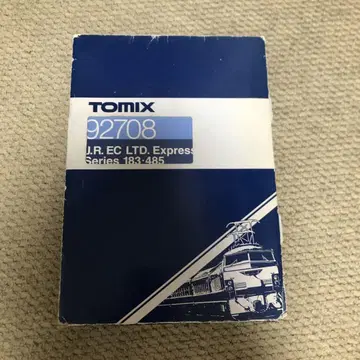 TOMIX
92708
J.R. EC LTD. Express
Series 183·485